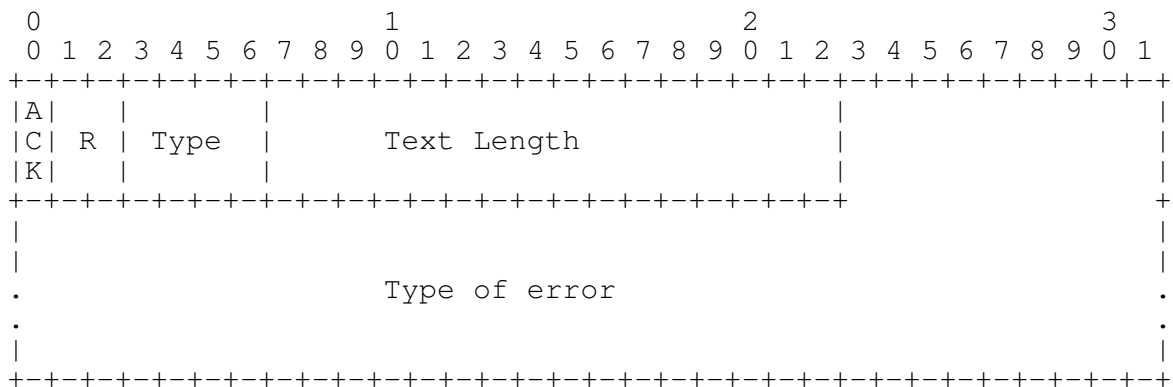 0                   1                   2                   3
 0 1 2 3 4 5 6 7 8 9 0 1 2 3 4 5 6 7 8 9 0 1 2 3 4 5 6 7 8 9 0 1
+-+-+-+-+-+-+-+-+-+-+-+-+-+-+-+-+-+-+-+-+-+-+-+-+-+-+-+-+-+-+-+-+
|A|   |       |                               |                 |
|C| R | Type  |      Text Length              |                 |
|K|   |       |                               |                 |
+-+-+-+-+-+-+-+-+-+-+-+-+-+-+-+-+-+-+-+-+-+-+-+                 +
|                                                               |
|                                                               |
.                    Type of error                              .
.                                                               .
|                                                               |
+-+-+-+-+-+-+-+-+-+-+-+-+-+-+-+-+-+-+-+-+-+-+-+-+-+-+-+-+-+-+-+-+